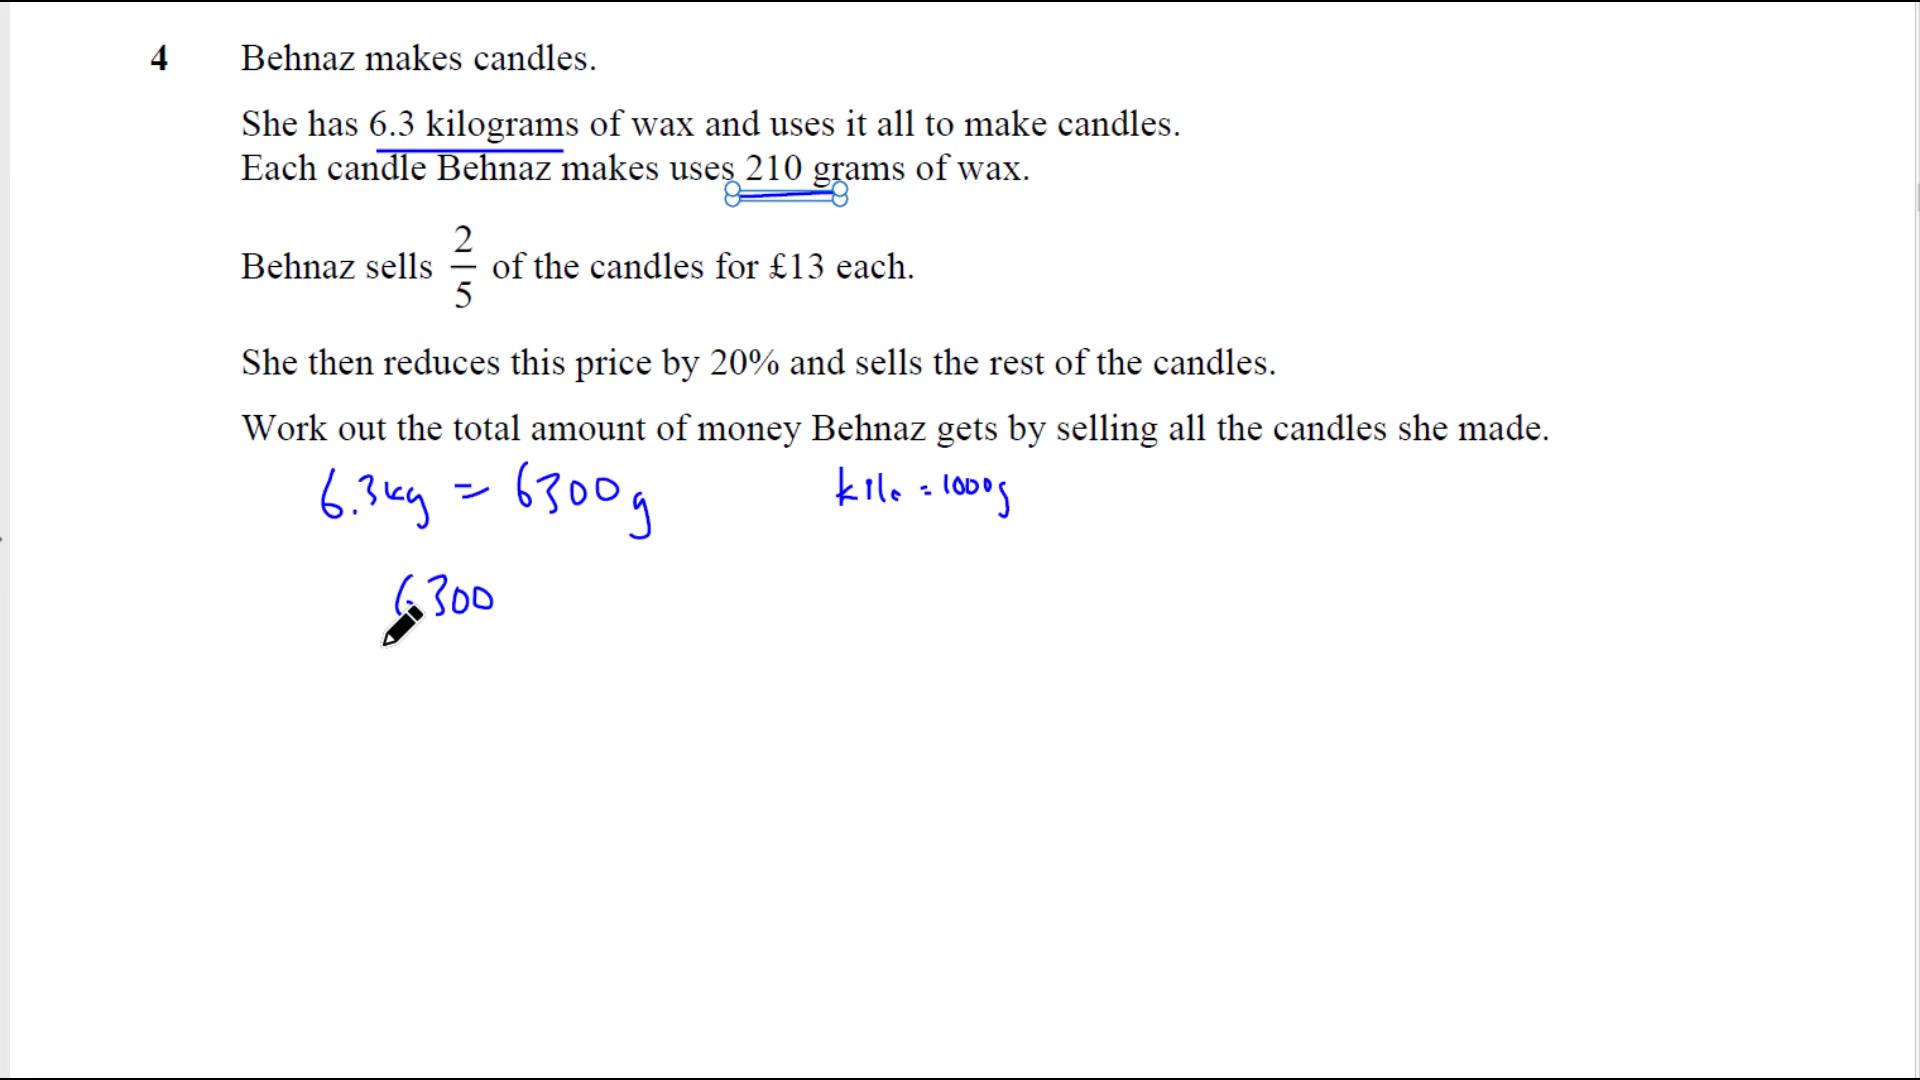 4 Behnaz makes candles.
She has 6.3 kilograms of wax and uses it all to make candles.
Each candle Behnaz makes uses 210 grams of wax.
Behnaz sells 2/5 of the candles for £13 each.
She then reduces this price by 20% and sells the rest of the candles.
Work out the total amount of money Behnaz gets by selling all the candles she made.
6.3kg = 6300g kilo = 1000g
6300